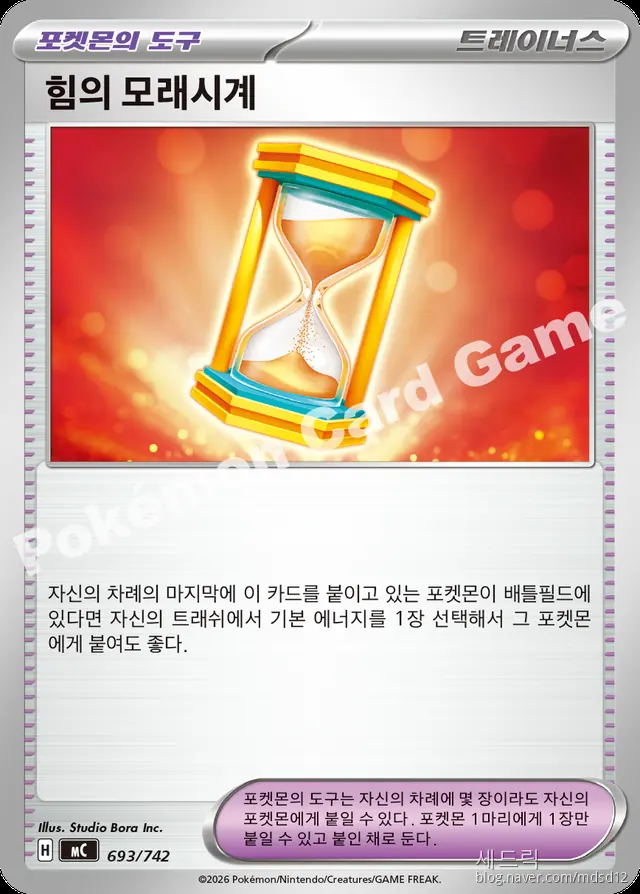 포켓몬의 도구
트레이너스
힘의 모래시계
Pokémon Card Game
자신의 차례의 마지막에 이 카드를 붙이고 있는 포켓몬이 배틀필드에
있다면 자신의 트래쉬에서 기본 에너지를 1장 선택해서 그 포켓몬
에게 붙여도 좋다.
포켓몬의 도구는 자신의 차례에 몇 장이라도 자신의
포켓몬에게 붙일 수 있다. 포켓몬 1마리에게 1장만
붙일 수 있고 붙인 채로 둔다.
Illus. Studio Bora Inc.
H MC 693/742
©2026 Pokémon/Nintendo/Creatures/GAME FREAK.
세드릭
blog.naver.com/mdsd12